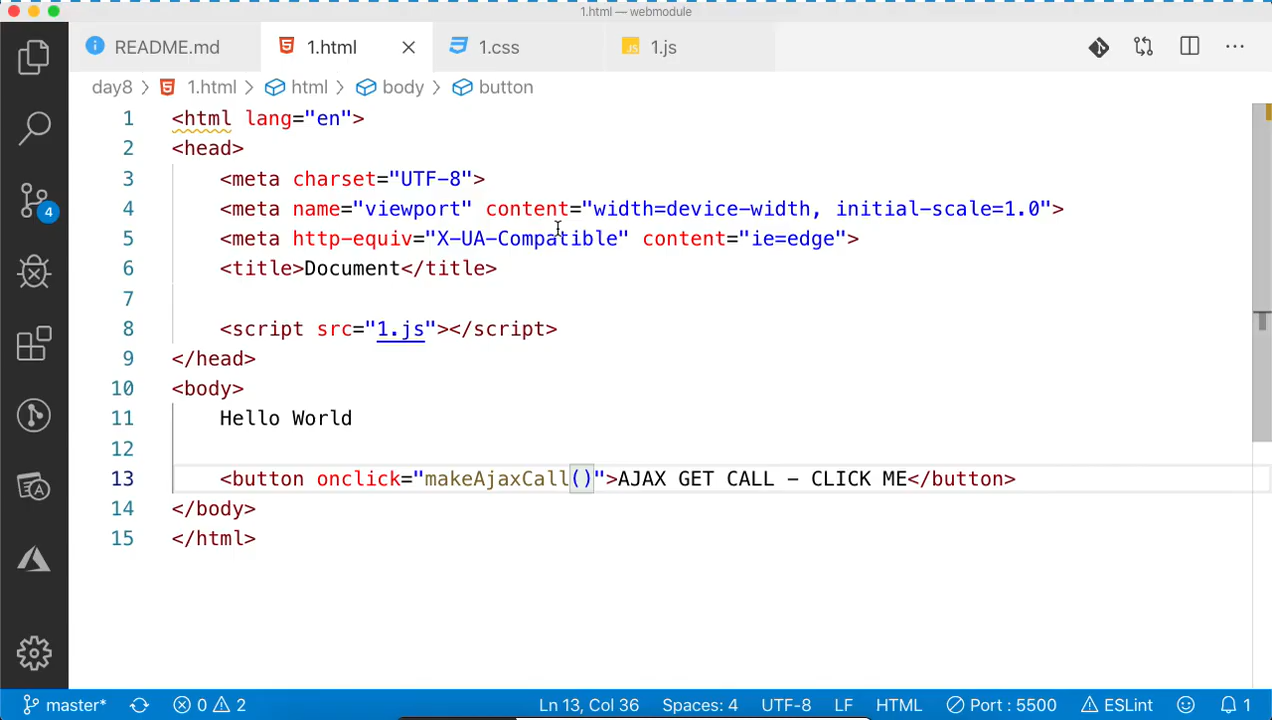 1.html — webmodule
README.md
1.html
1.css
JS 1.js
day8 > 1.html > html > body > button
1 <html lang="en">
2 <head>
3 <meta charset="UTF-8">
4 <meta name="viewport" content="width=device-width, initial-scale=1.0">
5 <meta http-equiv="X-UA-Compatible" content="ie=edge">
6 <title>Document</title>
7
8 <script src="1.js"></script>
9 </head>
10 <body>
11 Hello World
12
13 <button onclick="makeAjaxCall()">AJAX GET CALL - CLICK ME</button>
14 </body>
15 </html>
4
master* 0 2 Ln 13, Col 36 Spaces: 4 UTF-8 LF HTML Port : 5500 ESLint 1